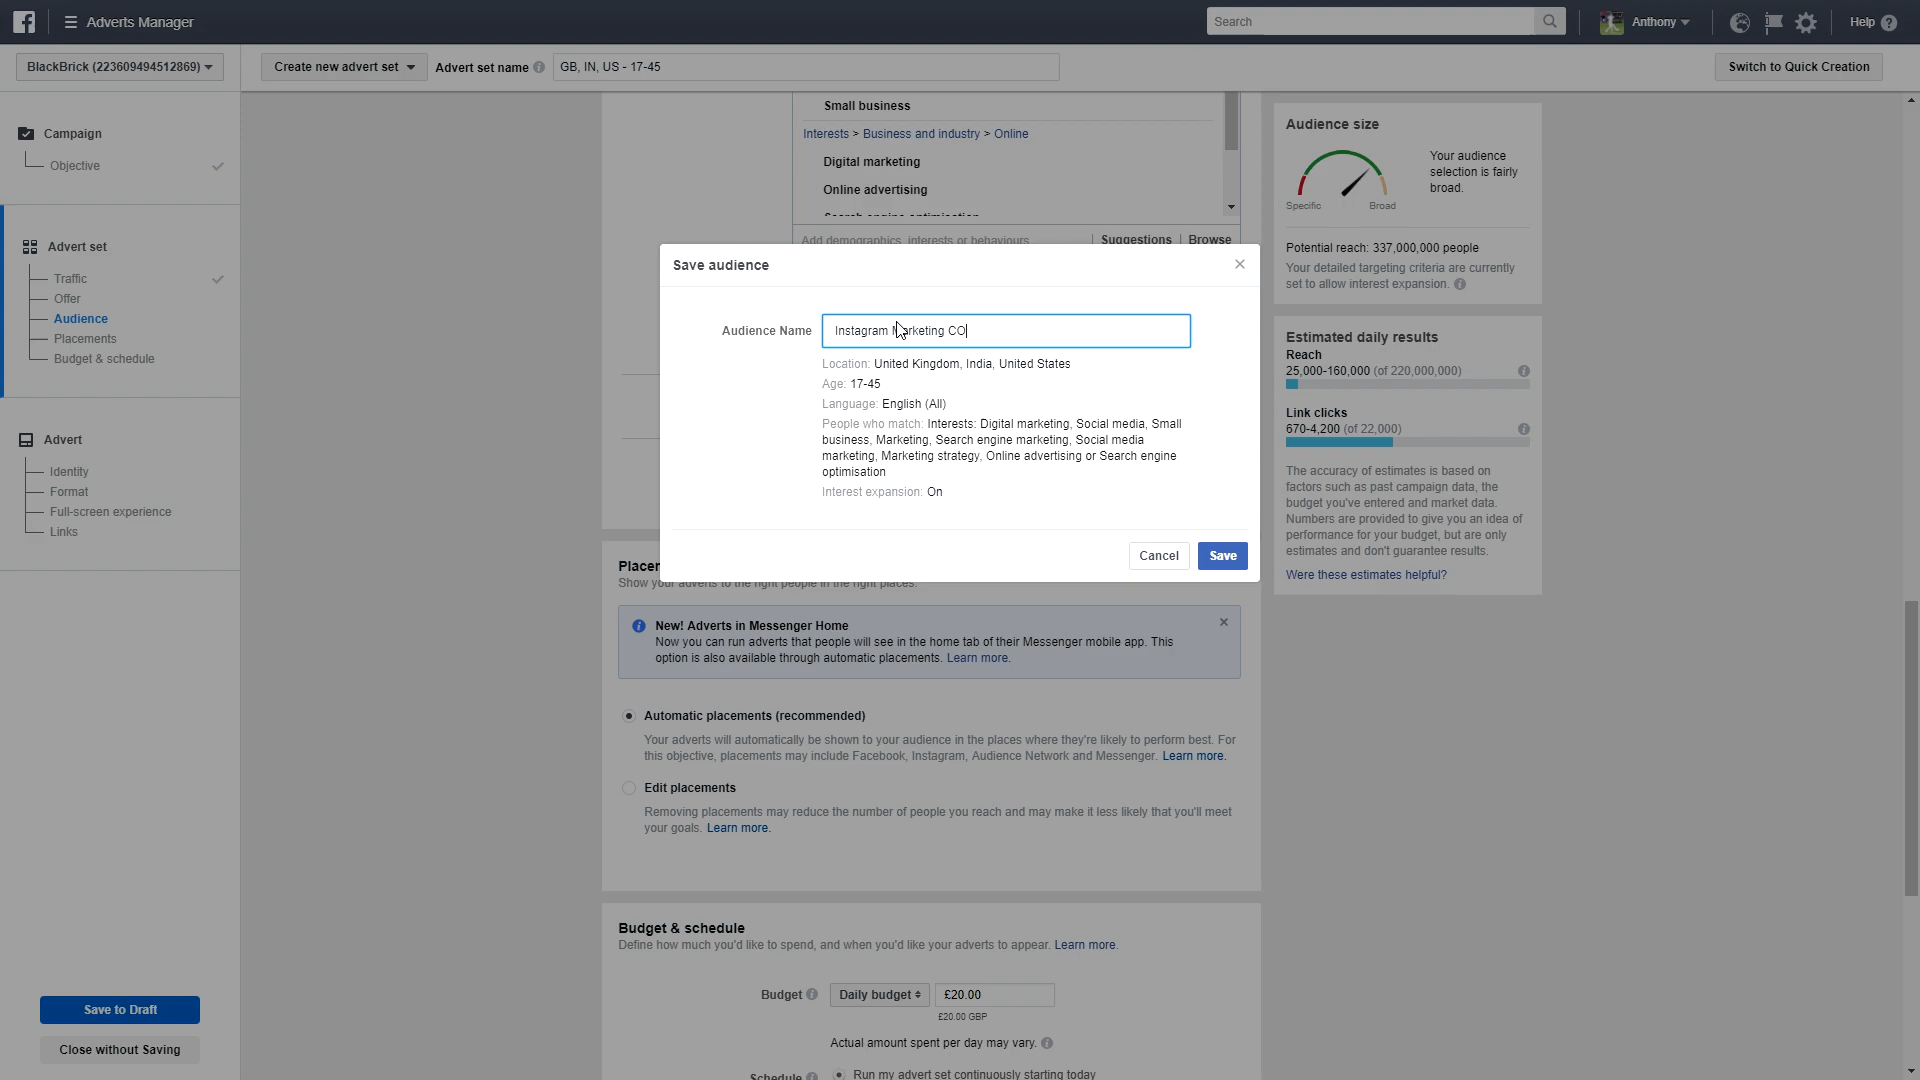 Adverts Manager
Search
Anthony
Help
BlackBrick (223609494512869)
Create new advert set
Advert set name
GB, IN, US - 17-45
Switch to Quick Creation
Campaign
Objective
Advert set
Traffic
Offer
Audience
Placements
Budget & schedule
Advert
Identity
Format
Full-screen experience
Links
Save to Draft
Close without Saving
Small business
Interests > Business and industry > Online
Digital marketing
Online advertising
Search engine optimisation
Add demographics, interests or behaviours
Suggestions
Browse
Save audience
Audience Name
Instagram Marketing CO
Location: United Kingdom, India, United States
Age: 17-45
Language: English (All)
People who match: Interests: Digital marketing, Social media, Small
business, Marketing, Search engine marketing, Social media
marketing, Marketing strategy, Online advertising or Search engine
optimisation
Interest expansion: On
Cancel
Save
Show your adverts to the right people in the right places.
New! Adverts in Messenger Home
Now you can run adverts that people will see in the home tab of their Messenger mobile app. This
option is also available through automatic placements. Learn more.
Automatic placements (recommended)
Your adverts will automatically be shown to your audience in the places where they're likely to perform best. For
this objective, placements may include Facebook, Instagram, Audience Network and Messenger. Learn more.
Edit placements
Removing placements may reduce the number of people you reach and may make it less likely that you'll meet
your goals. Learn more.
Budget & schedule
Define how much you'd like to spend, and when you'd like your adverts to appear. Learn more.
Budget
Daily budget
£20.00
£20.00 GBP
Actual amount spent per day may vary.
Schedule
Run my advert set continuously starting today
Audience size
Specific
Broad
Your audience
selection is fairly
broad.
Potential reach: 337,000,000 people
Your detailed targeting criteria are currently
set to allow interest expansion.
Estimated daily results
Reach
25,000-160,000 (of 220,000,000)
Link clicks
670-4,200 (of 22,000)
The accuracy of estimates is based on
factors such as past campaign data, the
budget you've entered and market data.
Numbers are provided to give you an idea of
performance for your budget, but are only
estimates and don't guarantee results.
Were these estimates helpful?